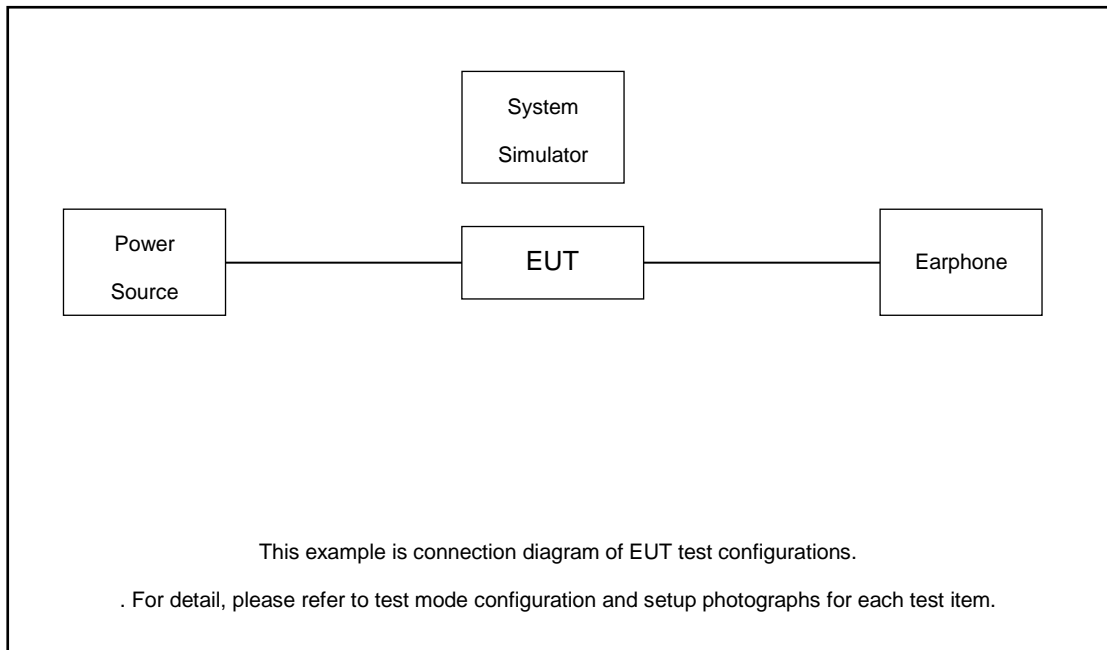 System
Simulator
Power
Source
EUT
Earphone
This example is connection diagram of EUT test configurations.
. For detail, please refer to test mode configuration and setup photographs for each test item.